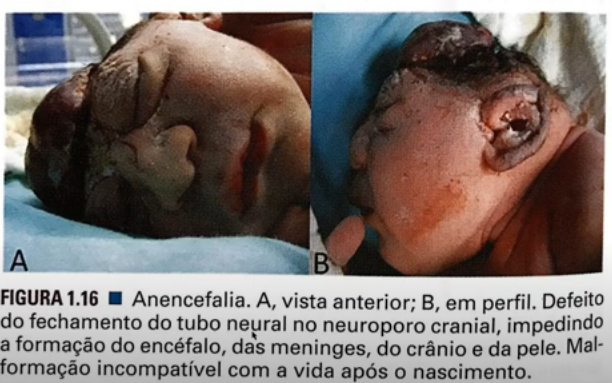 A
B
FIGURA 1.16 ■ Anencefalia. A, vista anterior; B, em perfil. Defeito
do fechamento do tubo neural no neuroporo cranial, impedindo
a formação do encéfalo, das meninges, do crânio e da pele. Mal-
formação incompatível com a vida após o nascimento.